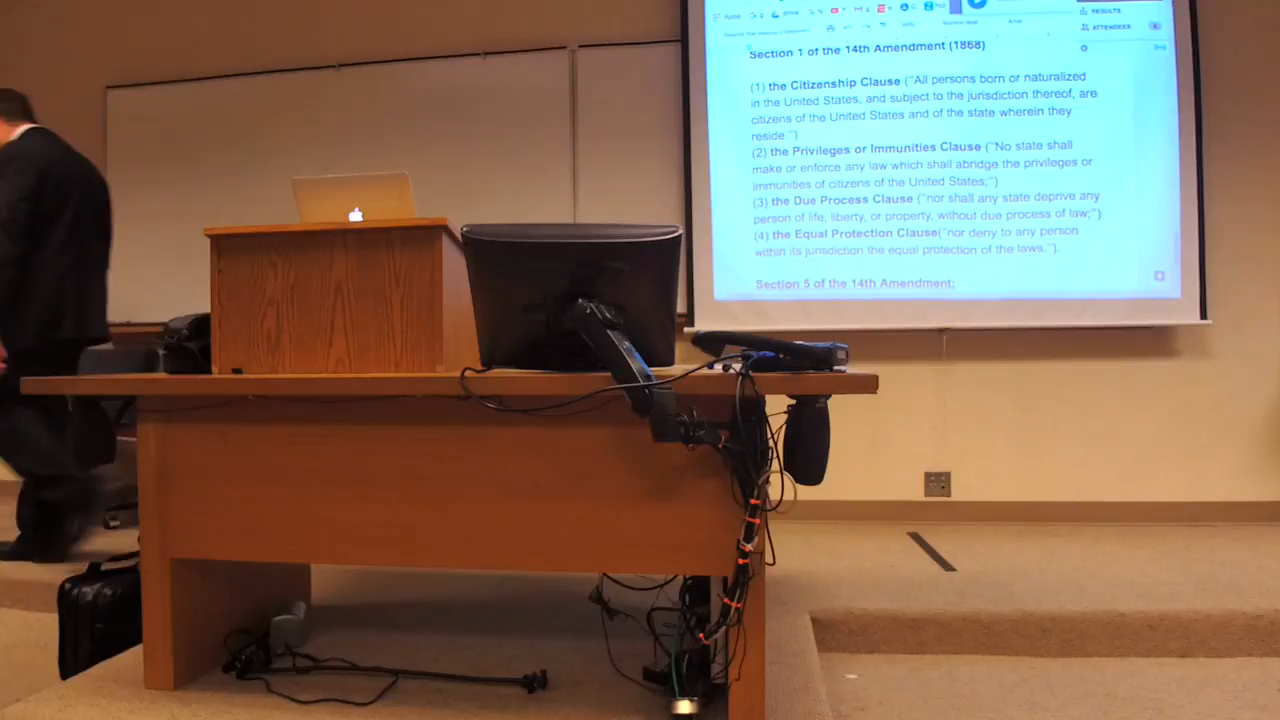 Apps
RESULTS
ATTENDEES
Normal text
Arial
Section 1 of the 14th Amendment (1868)
(1) the Citizenship Clause ("All persons born or naturalized
in the United States, and subject to the jurisdiction thereof, are
citizens of the United States and of the state wherein they
reside.")
(2) the Privileges or Immunities Clause ("No state shall
make or enforce any law which shall abridge the privileges or
immunities of citizens of the United States;")
(3) the Due Process Clause ("nor shall any state deprive any
person of life, liberty, or property, without due process of law;")
(4) the Equal Protection Clause("nor deny to any person
within its jurisdiction the equal protection of the laws.").
Section 5 of the 14th Amendment;